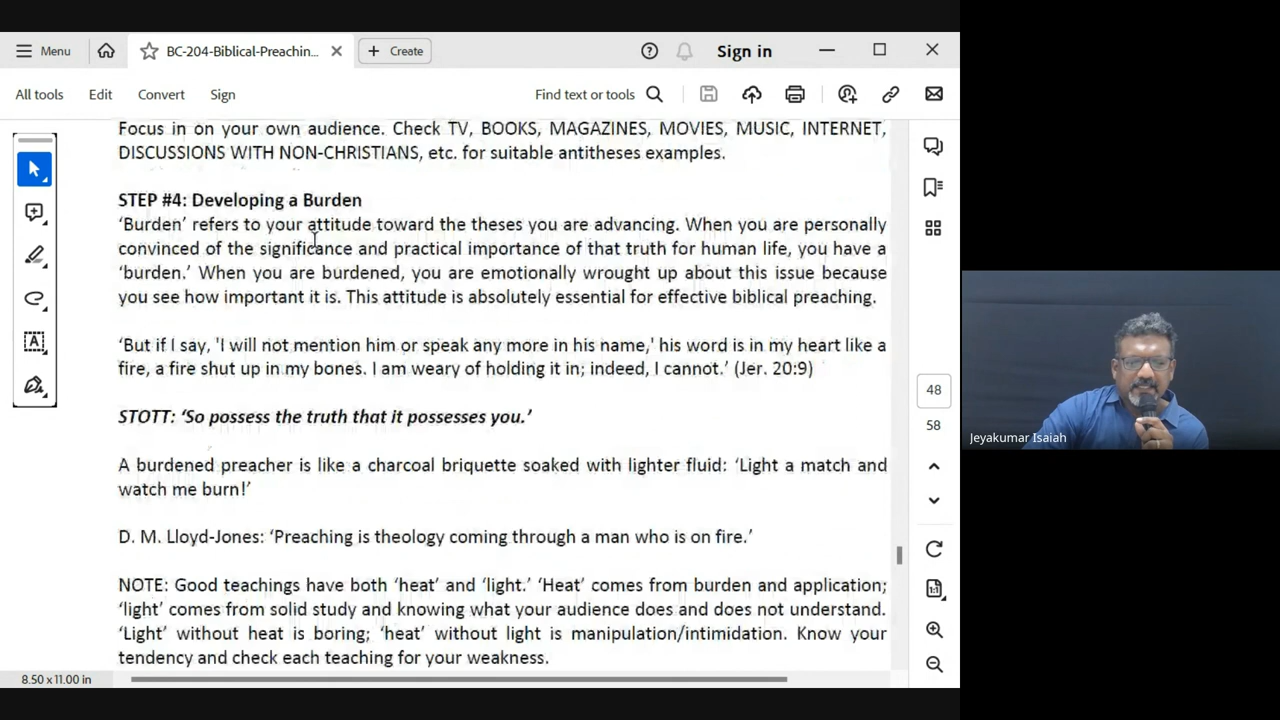 Menu
BC-204-Biblical-Preachin...
Create
Sign in
All tools
Edit
Convert
Sign
Find text or tools
Focus in on your own audience. Check TV, BOOKS, MAGAZINES, MOVIES, MUSIC, INTERNET,
DISCUSSIONS WITH NON-CHRISTIANS, etc. for suitable antitheses examples.
STEP #4: Developing a Burden
‘Burden’ refers to your attitude toward the theses you are advancing. When you are personally
convinced of the significance and practical importance of that truth for human life, you have a
‘burden.’ When you are burdened, you are emotionally wrought up about this issue because
you see how important it is. This attitude is absolutely essential for effective biblical preaching.
‘But if I say, 'I will not mention him or speak any more in his name,' his word is in my heart like a
fire, a fire shut up in my bones. I am weary of holding it in; indeed, I cannot.’ (Jer. 20:9)
STOTT: ‘So possess the truth that it possesses you.’
A burdened preacher is like a charcoal briquette soaked with lighter fluid: ‘Light a match and
watch me burn!’
D. M. Lloyd-Jones: ‘Preaching is theology coming through a man who is on fire.’
NOTE: Good teachings have both ‘heat’ and ‘light.’ ‘Heat’ comes from burden and application;
‘light’ comes from solid study and knowing what your audience does and does not understand.
‘Light’ without heat is boring; ‘heat’ without light is manipulation/intimidation. Know your
tendency and check each teaching for your weakness.
48
58
1:1
8.50 x 11.00 in
Jeyakumar Isaiah